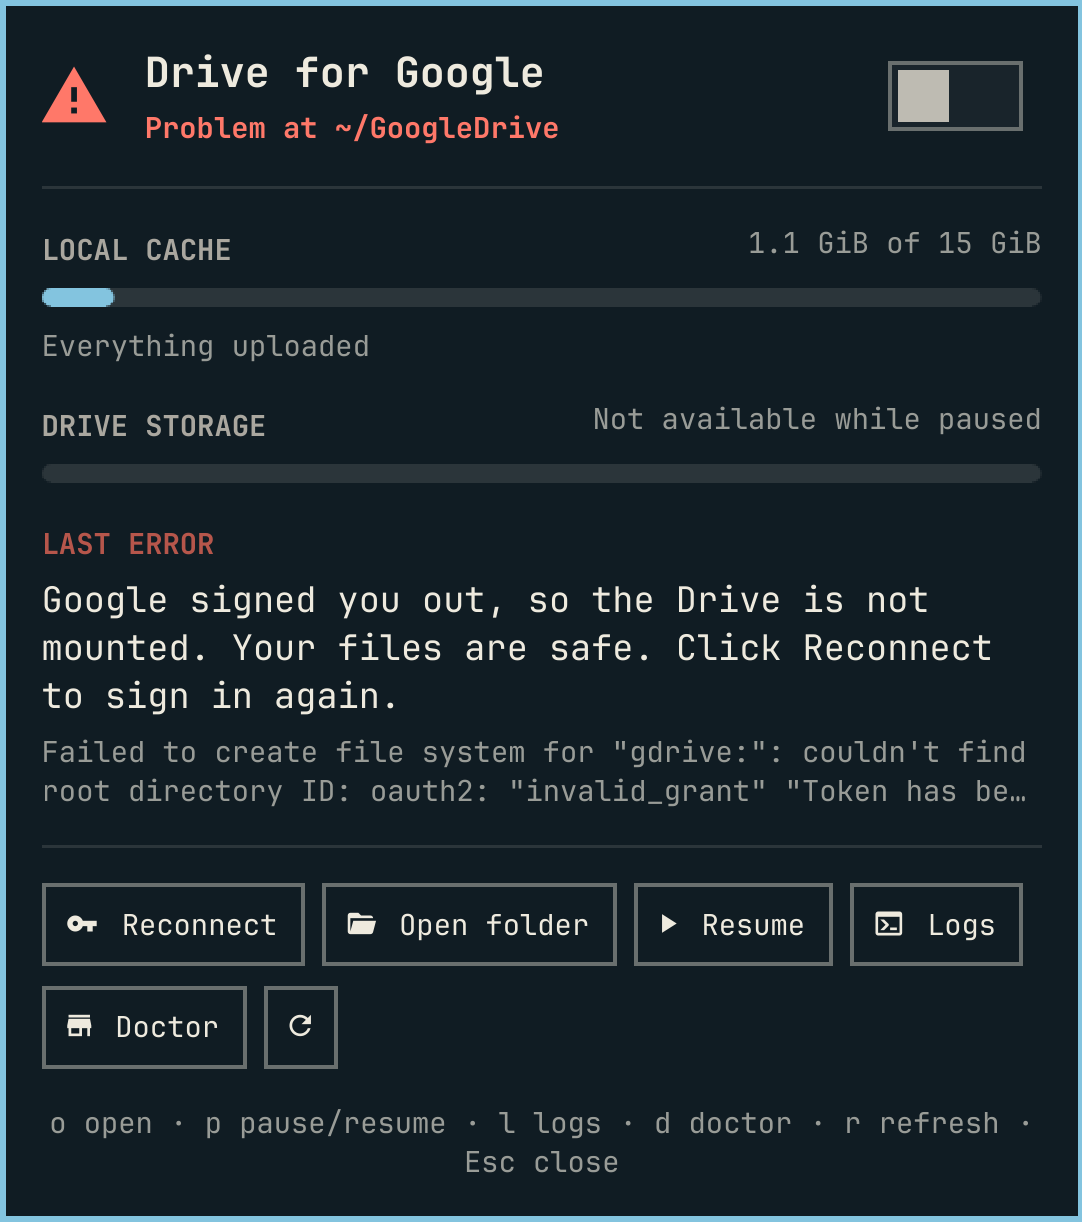 Drive for Google
Problem at ~/GoogleDrive
LOCAL CACHE
1.1 GiB of 15 GiB
Everything uploaded
DRIVE STORAGE
Not available while paused
LAST ERROR
Google signed you out, so the Drive is not
mounted. Your files are safe. Click Reconnect
to sign in again.
Failed to create file system for "gdrive:": couldn't find
root directory ID: oauth2: "invalid_grant" "Token has be…
Reconnect
Open folder
Resume
Logs
Doctor
o open · p pause/resume · l logs · d doctor · r refresh ·
Esc close